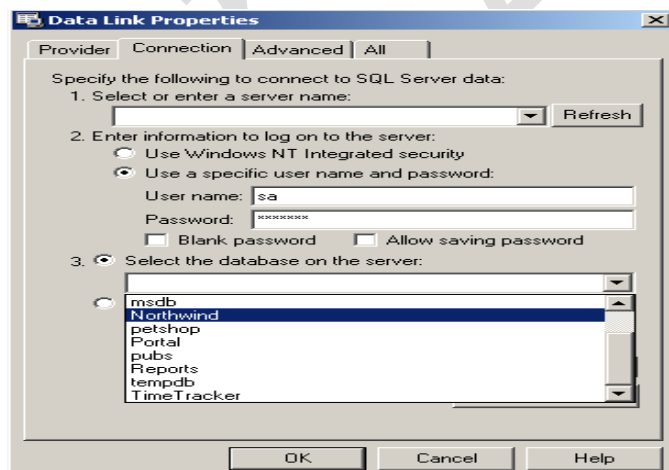 Data Link Properties
Provider Connection Advanced All
Specify the following to connect to SQL Server data:
1. Select or enter a server name:
Refresh
2. Enter information to log on to the server:
Use Windows NT Integrated security
Use a specific user name and password:
User name: sa
Password: *******
Blank password Allow saving password
3. Select the database on the server:
msdb
Northwind
petshop
Portal
pubs
Reports
tempdb
TimeTracker
OK Cancel Help